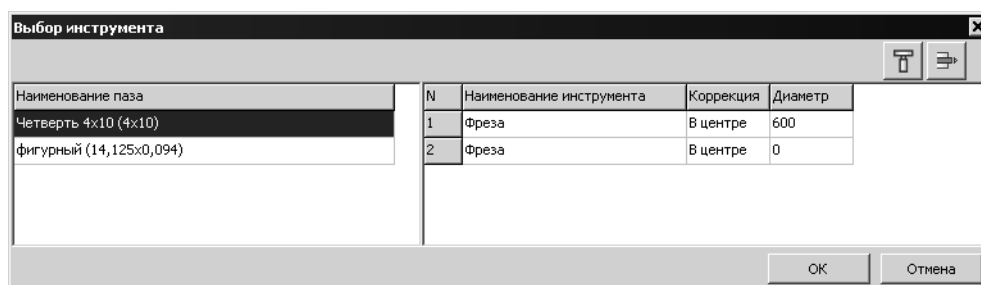 Выбор инструмента
Наименование паза
Четверть 4х10 (4х10)
фигурный (14,125х0,094)
N Наименование инструмента Коррекция Диаметр
1 Фреза В центре 600
2 Фреза В центре 0
ОК Отмена